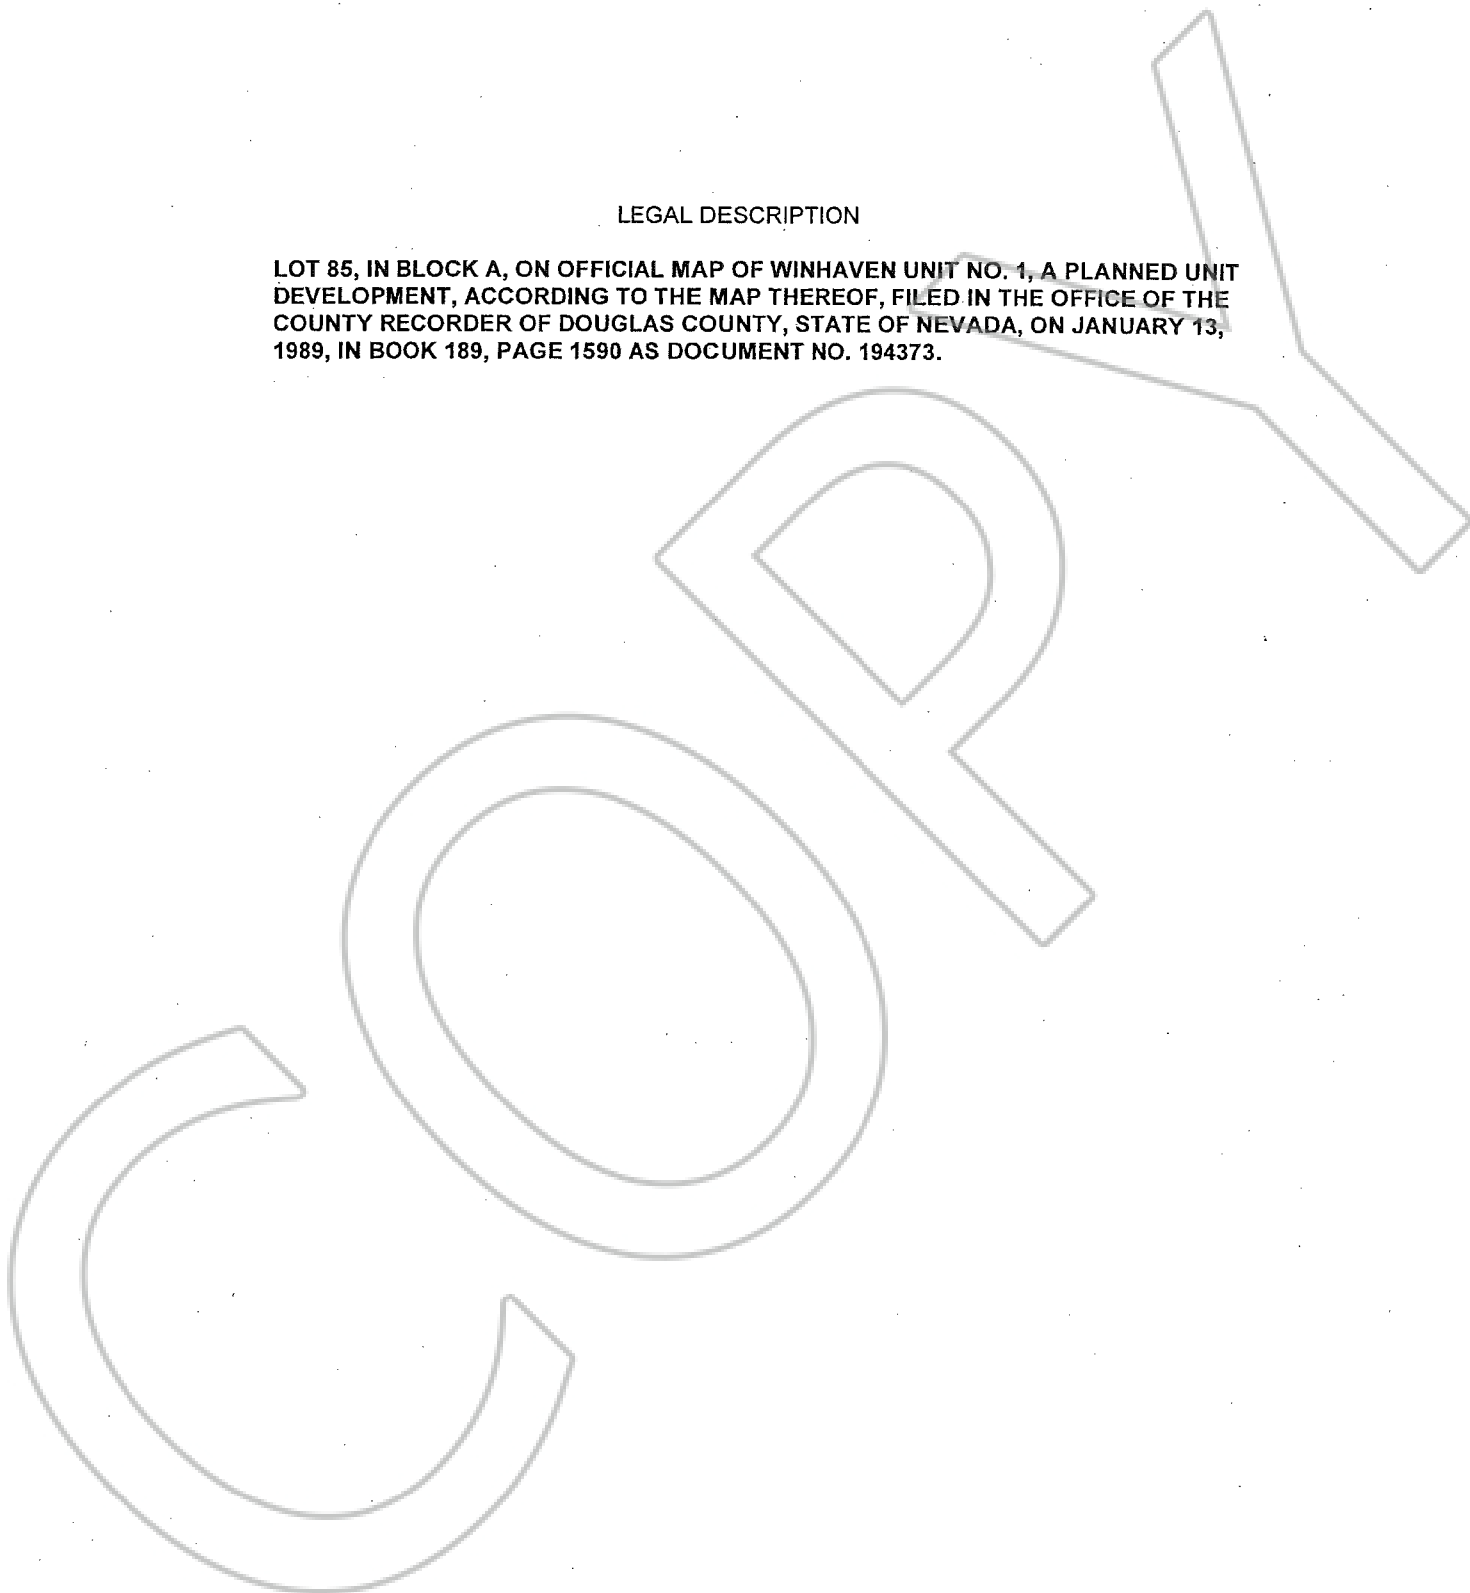 LEGAL DESCRIPTION
LOT 85, IN BLOCK A, ON OFFICIAL MAP OF WINHAVEN UNIT NO. 1, A PLANNED UNIT
DEVELOPMENT, ACCORDING TO THE MAP THEREOF, FILED IN THE OFFICE OF THE
COUNTY RECORDER OF DOUGLAS COUNTY, STATE OF NEVADA, ON JANUARY 13,
1989, IN BOOK 189, PAGE 1590 AS DOCUMENT NO. 194373.
COPY